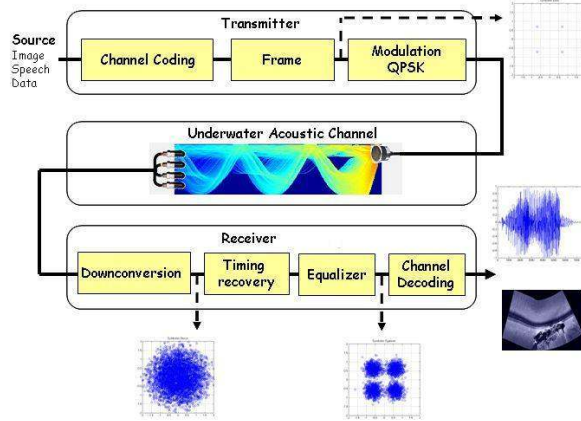 Transmitter
Source
Image
Speech
Data
Channel Coding
Frame
Modulation
QPSK
Underwater Acoustic Channel
Receiver
Downconversion
Timing
recovery
Equalizer
Channel
Decoding